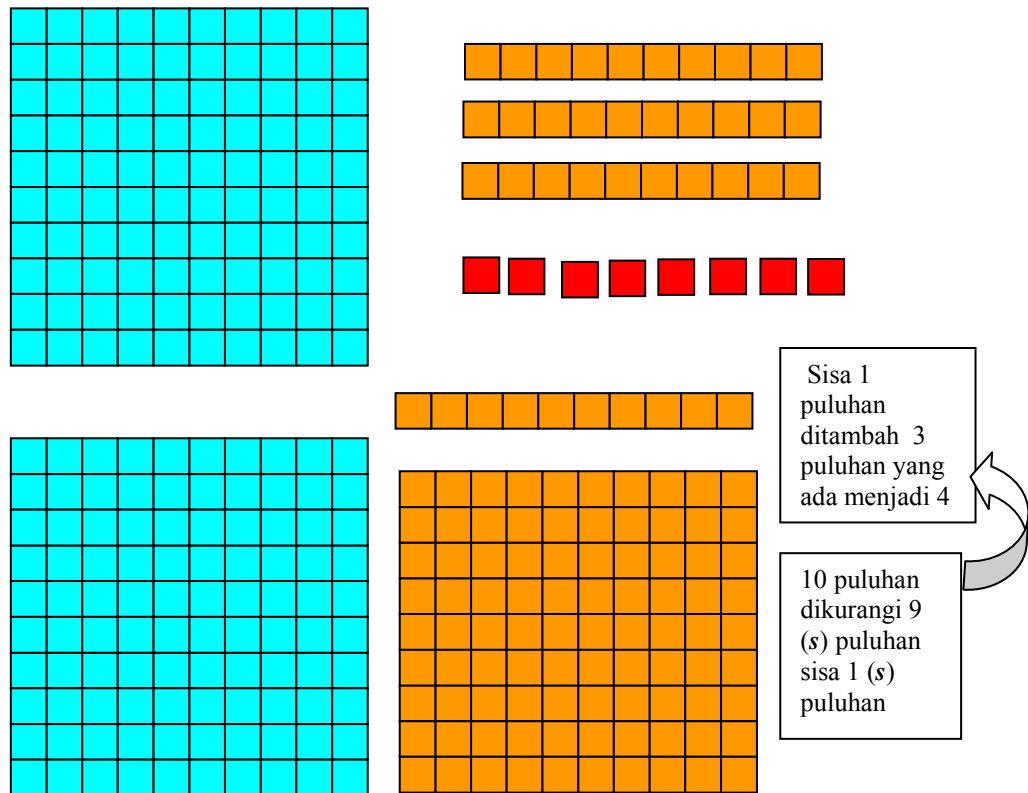 Sisa 1
puluhan
ditambah 3
puluhan yang
ada menjadi 4
10 puluhan
dikurangi 9
(s) puluhan
sisa 1 (s)
puluhan